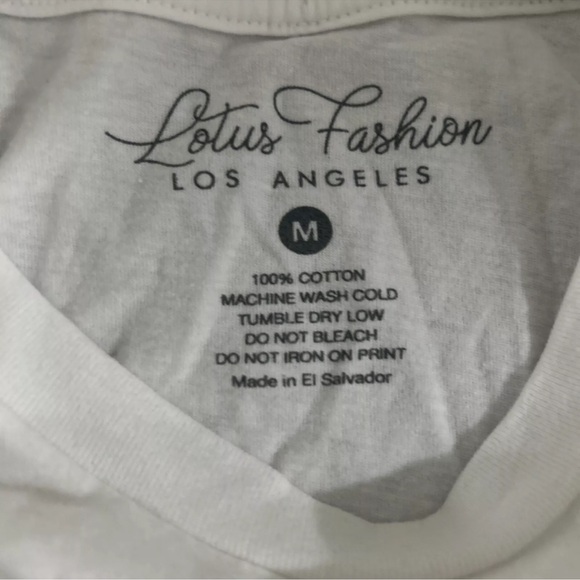 Lotus Fashion
LOS ANGELES
M
100% COTTON
MACHINE WASH COLD
TUMBLE DRY LOW
DO NOT BLEACH
DO NOT IRON ON PRINT
Made in El Salvador